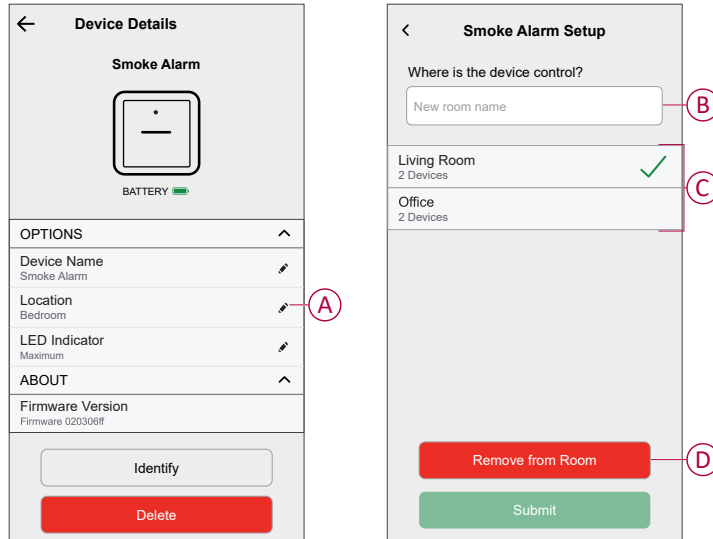 Device Details
Smoke Alarm
BATTERY
OPTIONS
Device Name
Smoke Alarm
Location
Bedroom
A
LED Indicator
Maximum
ABOUT
Firmware Version
Firmware 020306ff
Identify
Delete
Smoke Alarm Setup
Where is the device control?
New room name
B
Living Room
2 Devices
C
Office
2 Devices
Remove from Room
D
Submit